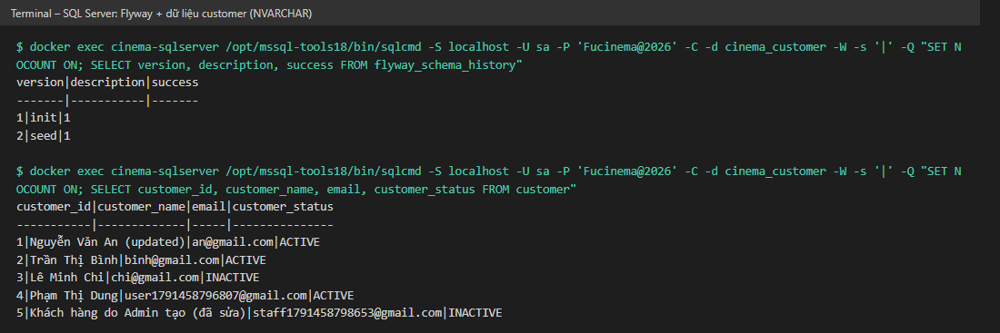 Terminal – SQL Server: Flyway + dữ liệu customer (NVARCHAR)
$ docker exec cinema-sqlserver /opt/mssql-tools18/bin/sqlcmd -S localhost -U sa -P 'Fucinema@2026' -C -d cinema_customer -W -s '|' -Q "SET N
OCOUNT ON; SELECT version, description, success FROM flyway_schema_history"
version|description|success
-------|-----------|-------
1|init|1
2|seed|1
$ docker exec cinema-sqlserver /opt/mssql-tools18/bin/sqlcmd -S localhost -U sa -P 'Fucinema@2026' -C -d cinema_customer -W -s '|' -Q "SET N
OCOUNT ON; SELECT customer_id, customer_name, email, customer_status FROM customer"
customer_id|customer_name|email|customer_status
-----------|-------------|-----|---------------
1|Nguyễn Văn An (updated)|an@gmail.com|ACTIVE
2|Trần Thị Bình|binh@gmail.com|ACTIVE
3|Lê Minh Chi|chi@gmail.com|INACTIVE
4|Phạm Thị Dung|user1791458796807@gmail.com|ACTIVE
5|Khách hàng do Admin tạo (đã sửa)|staff1791458798653@gmail.com|INACTIVE